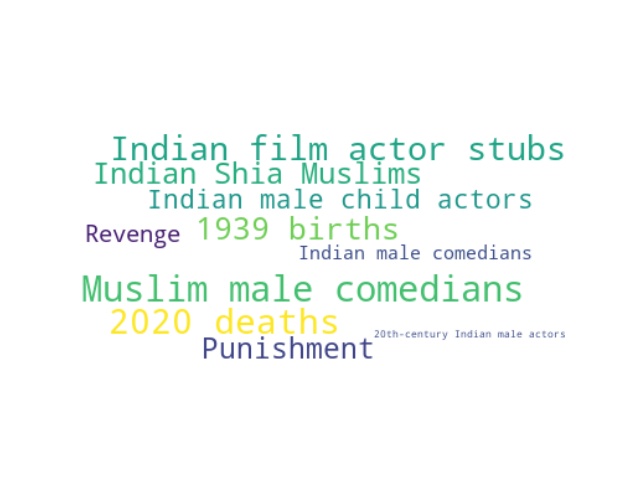 Indian film actor stubs
Indian Shia Muslims
Indian male child actors
Revenge
1939 births
Indian male comedians
Muslim male comedians
2020 deaths
20th-century Indian male actors
Punishment